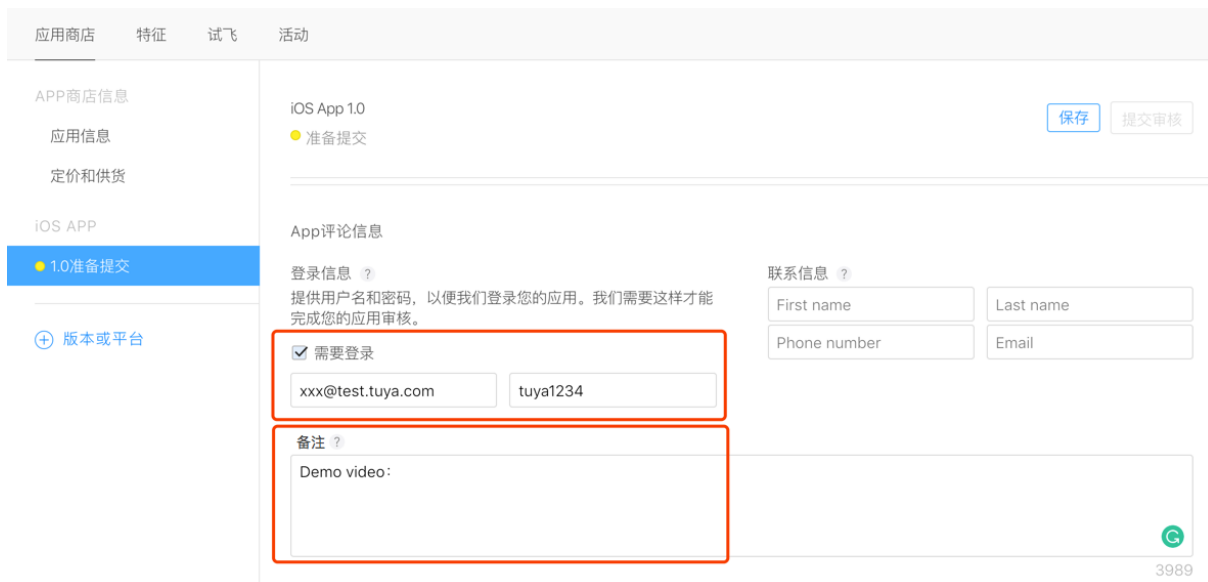 应用商店 特征 试飞 活动
APP商店信息
应用信息
定价和供货
iOS APP
1.0准备提交
版本或平台
iOS App 1.0
准备提交
保存 提交审核
App评论信息
登录信息 ?
提供用户名和密码，以便我们登录您的应用。我们需要这样才能
完成您的应用审核。
需要登录
xxx@test.tuya.com tuya1234
联系信息 ?
First name Last name
Phone number Email
备注 ?
Demo video：
3989